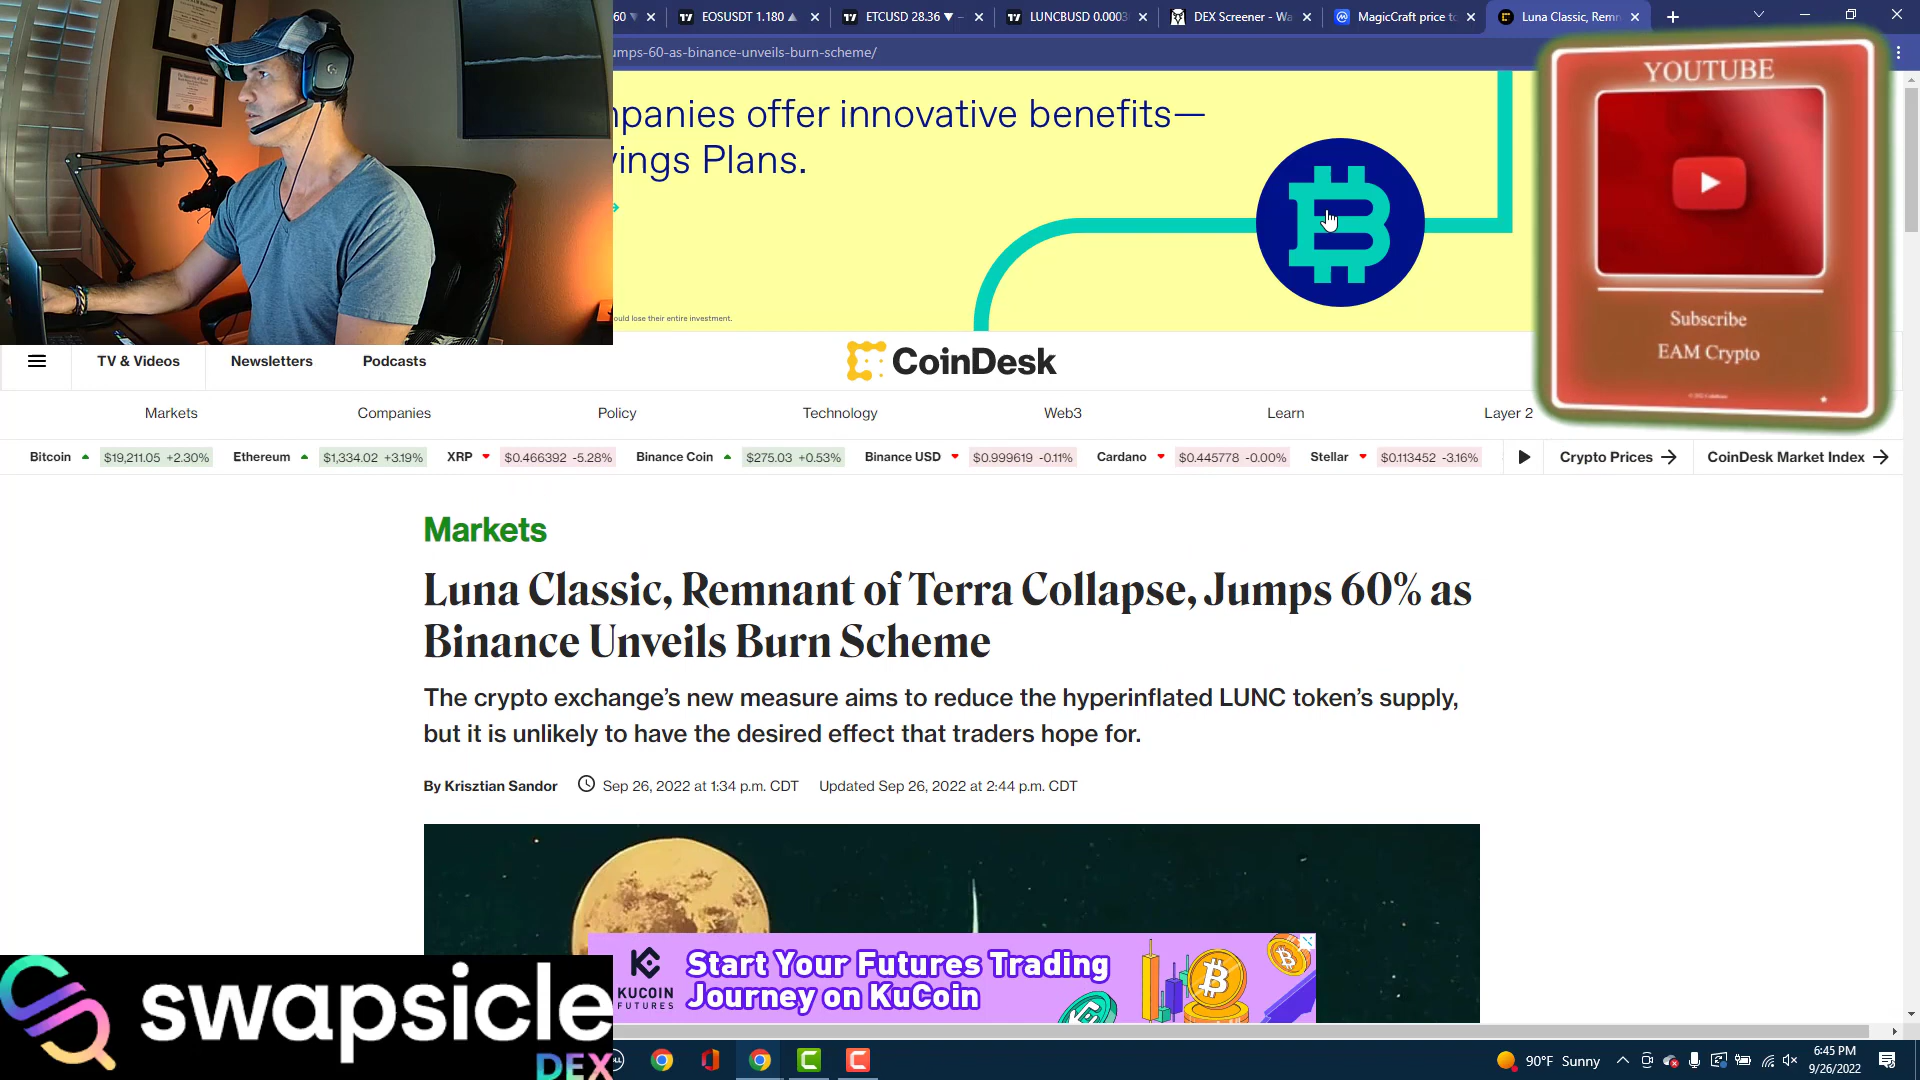 60
EOSUSDT 1.180
ETCUSD 28.36
LUNCBUSD 0.0003
DEX Screener - Wa
MagicCraft price to
Luna Classic, Remn
umps-60-as-binance-unveils-burn-scheme/
mpanies offer innovative benefits—
vings Plans.
ould lose their entire investment.
YOUTUBE
Subscribe
EAM Crypto
TV & Videos
Newsletters
Podcasts
CoinDesk
Markets
Companies
Policy
Technology
Web3
Learn
Layer 2
Bitcoin $19,211.05 +2.30% Ethereum $1,334.02 +3.19% XRP $0.466392 -5.28% Binance Coin $275.03 +0.53% Binance USD $0.999619 -0.11% Cardano $0.445778 -0.00% Stellar $0.113452 -3.16% Crypto Prices CoinDesk Market Index
Markets
Luna Classic, Remnant of Terra Collapse, Jumps 60% as
Binance Unveils Burn Scheme
The crypto exchange's new measure aims to reduce the hyperinflated LUNC token's supply,
but it is unlikely to have the desired effect that traders hope for.
By Krisztian Sandor Sep 26, 2022 at 1:34 p.m. CDT Updated Sep 26, 2022 at 2:44 p.m. CDT
KUCOIN
FUTURES
Start Your Futures Trading
Journey on KuCoin
swapsicle
DEX
90°F Sunny
6:45 PM
9/26/2022